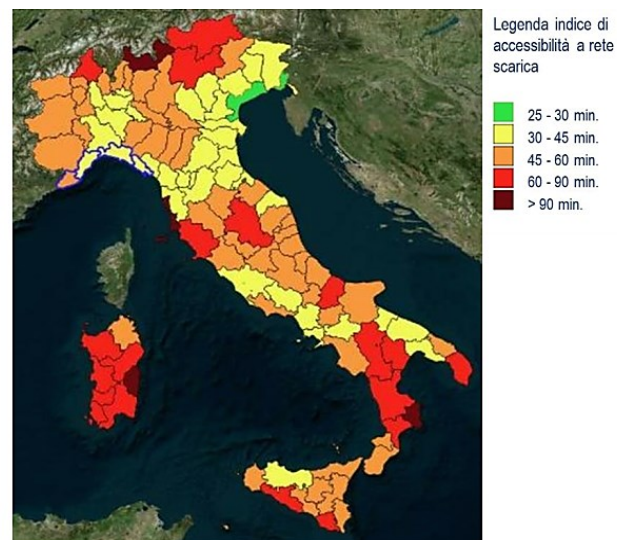 Legenda indice di
accessibilità a rete
scarica
25 - 30 min.
30 - 45 min.
45 - 60 min.
60 - 90 min.
> 90 min.